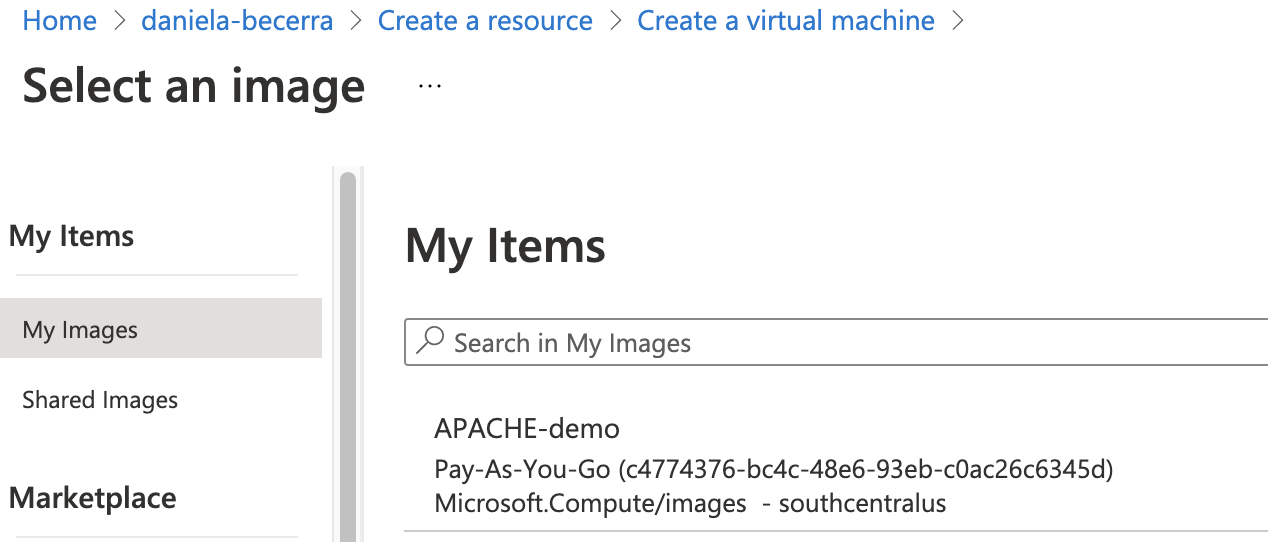 Home > daniela-becerra > Create a resource > Create a virtual machine >
Select an image ...
My Items
My Images
Shared Images
Marketplace
My Items
Search in My Images
APACHE-demo
Pay-As-You-Go (c4774376-bc4c-48e6-93eb-c0ac26c6345d)
Microsoft.Compute/images - southcentralus